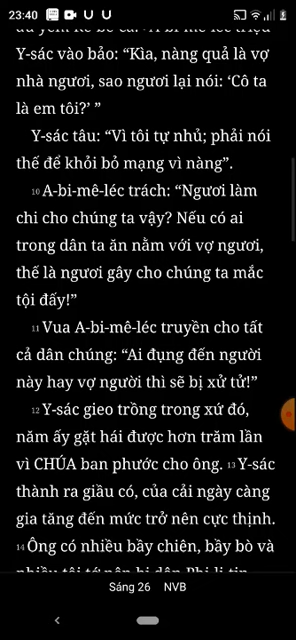 23:40
Y-sác vào bảo: “Kìa, nàng quả là vợ
nhà ngươi, sao ngươi lại nói: ‘Cô ta
là em tôi?’ ”
Y-sác tâu: “Vì tôi tự nhủ; phải nói
thế để khỏi bỏ mạng vì nàng”.
10 A-bi-mê-léc trách: “Ngươi làm
chi cho chúng ta vậy? Nếu có ai
trong dân ta ăn nằm với vợ ngươi,
thế là ngươi gây cho chúng ta mắc
tội đấy!”
11 Vua A-bi-mê-léc truyền cho tất
cả dân chúng: “Ai đụng đến người
này hay vợ người thì sẽ bị xử tử!”
12 Y-sác gieo trồng trong xứ đó,
năm ấy gặt hái được hơn trăm lần
vì CHÚA ban phước cho ông. 13 Y-sác
thành ra giầu có, của cải ngày càng
gia tăng đến mức trở nên cực thịnh.
14 Ông có nhiều bầy chiên, bầy bò và
Sáng 26 NVB